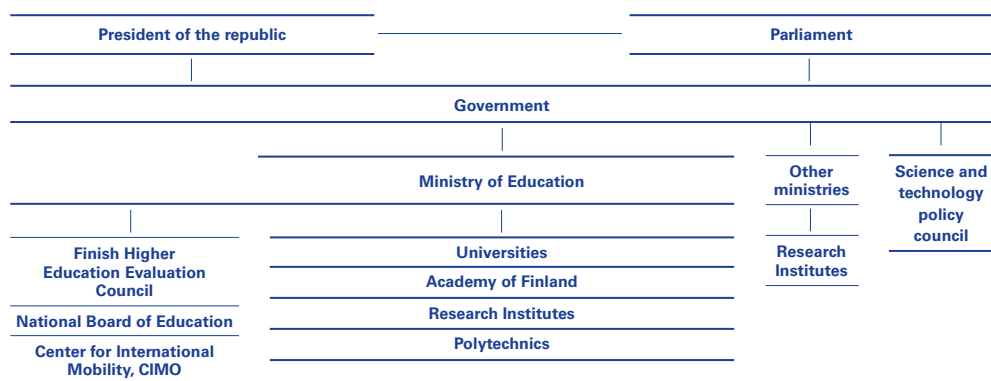 President of the republic
Parliament
Government
Ministry of Education
Other
ministries
Science and
technology
policy
council
Finish Higher
Education Evaluation
Council
National Board of Education
Center for International
Mobility, CIMO
Universities
Academy of Finland
Research Institutes
Polytechnics
Research
Institutes